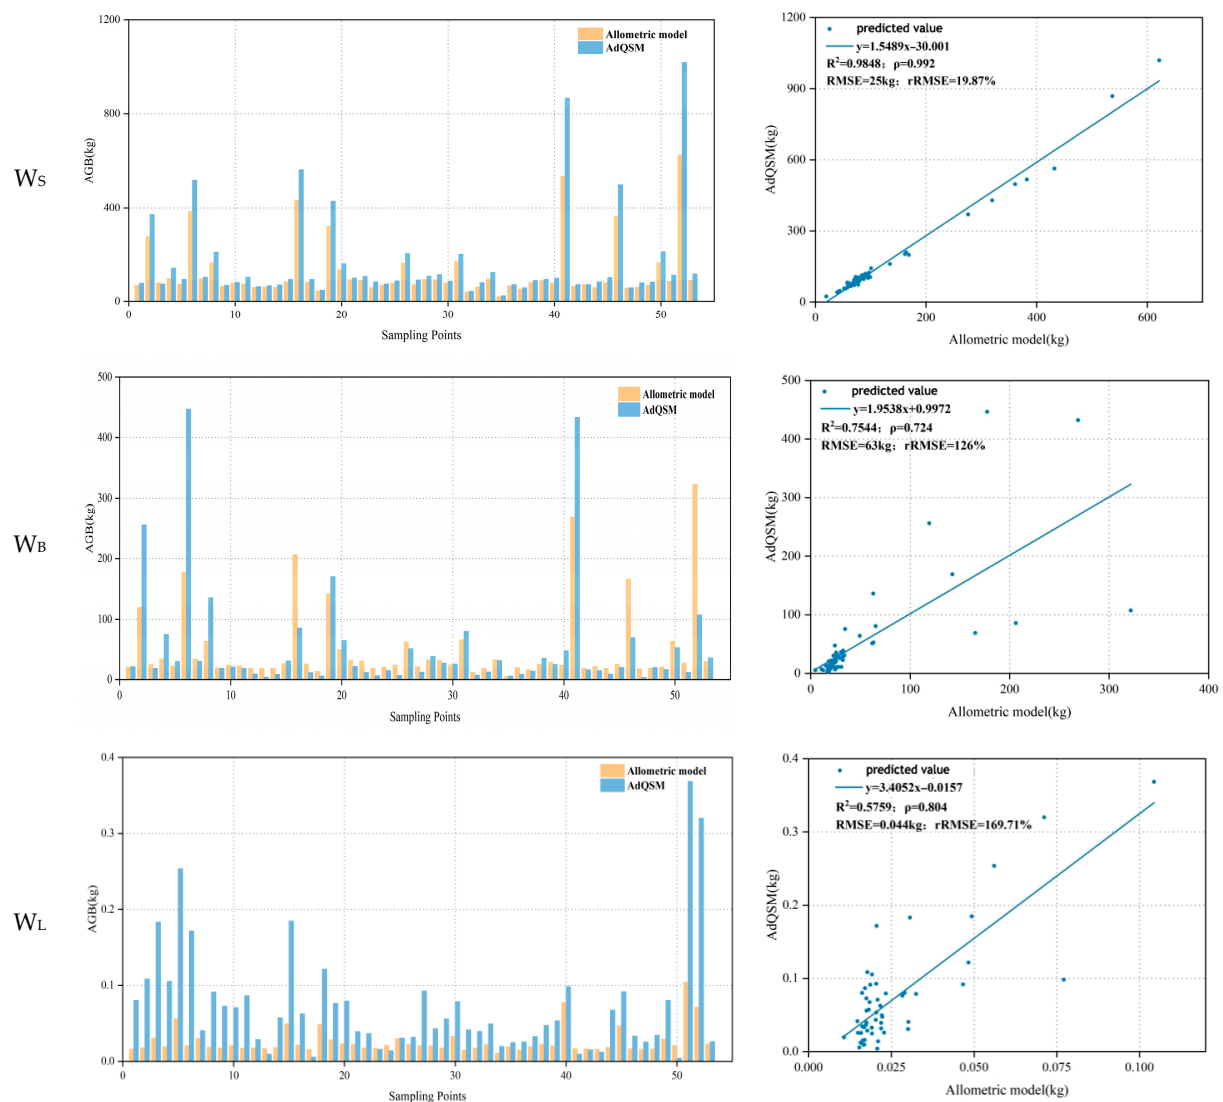 WS
1200
800
400
0
AGB(kg)
0
10
20
30
40
50
Sampling Points
Allometric model
AdQSM
1200
900
600
300
0
AdQSM(kg)
0
200
400
600
Allometric model(kg)
predicted value
y=1.5489x−30.001
R²=0.9848；ρ=0.992
RMSE=25kg；rRMSE=19.87%
WB
500
400
300
200
100
0
AGB(kg)
0
10
20
30
40
50
Sampling Points
Allometric model
AdQSM
500
400
300
200
100
0
AdQSM(kg)
0
100
200
300
400
Allometric model(kg)
predicted value
y=1.9538x+0.9972
R²=0.7544；ρ=0.724
RMSE=63kg；rRMSE=126%
WL
0.4
0.3
0.2
0.1
0.0
AGB(kg)
0
10
20
30
40
50
Sampling Points
Allometric model
AdQSM
0.4
0.3
0.2
0.1
0.0
AdQSM(kg)
0.000
0.025
0.050
0.075
0.100
Allometric model(kg)
predicted value
y=3.4052x−0.0157
R²=0.5759；ρ=0.804
RMSE=0.044kg；rRMSE=169.71%